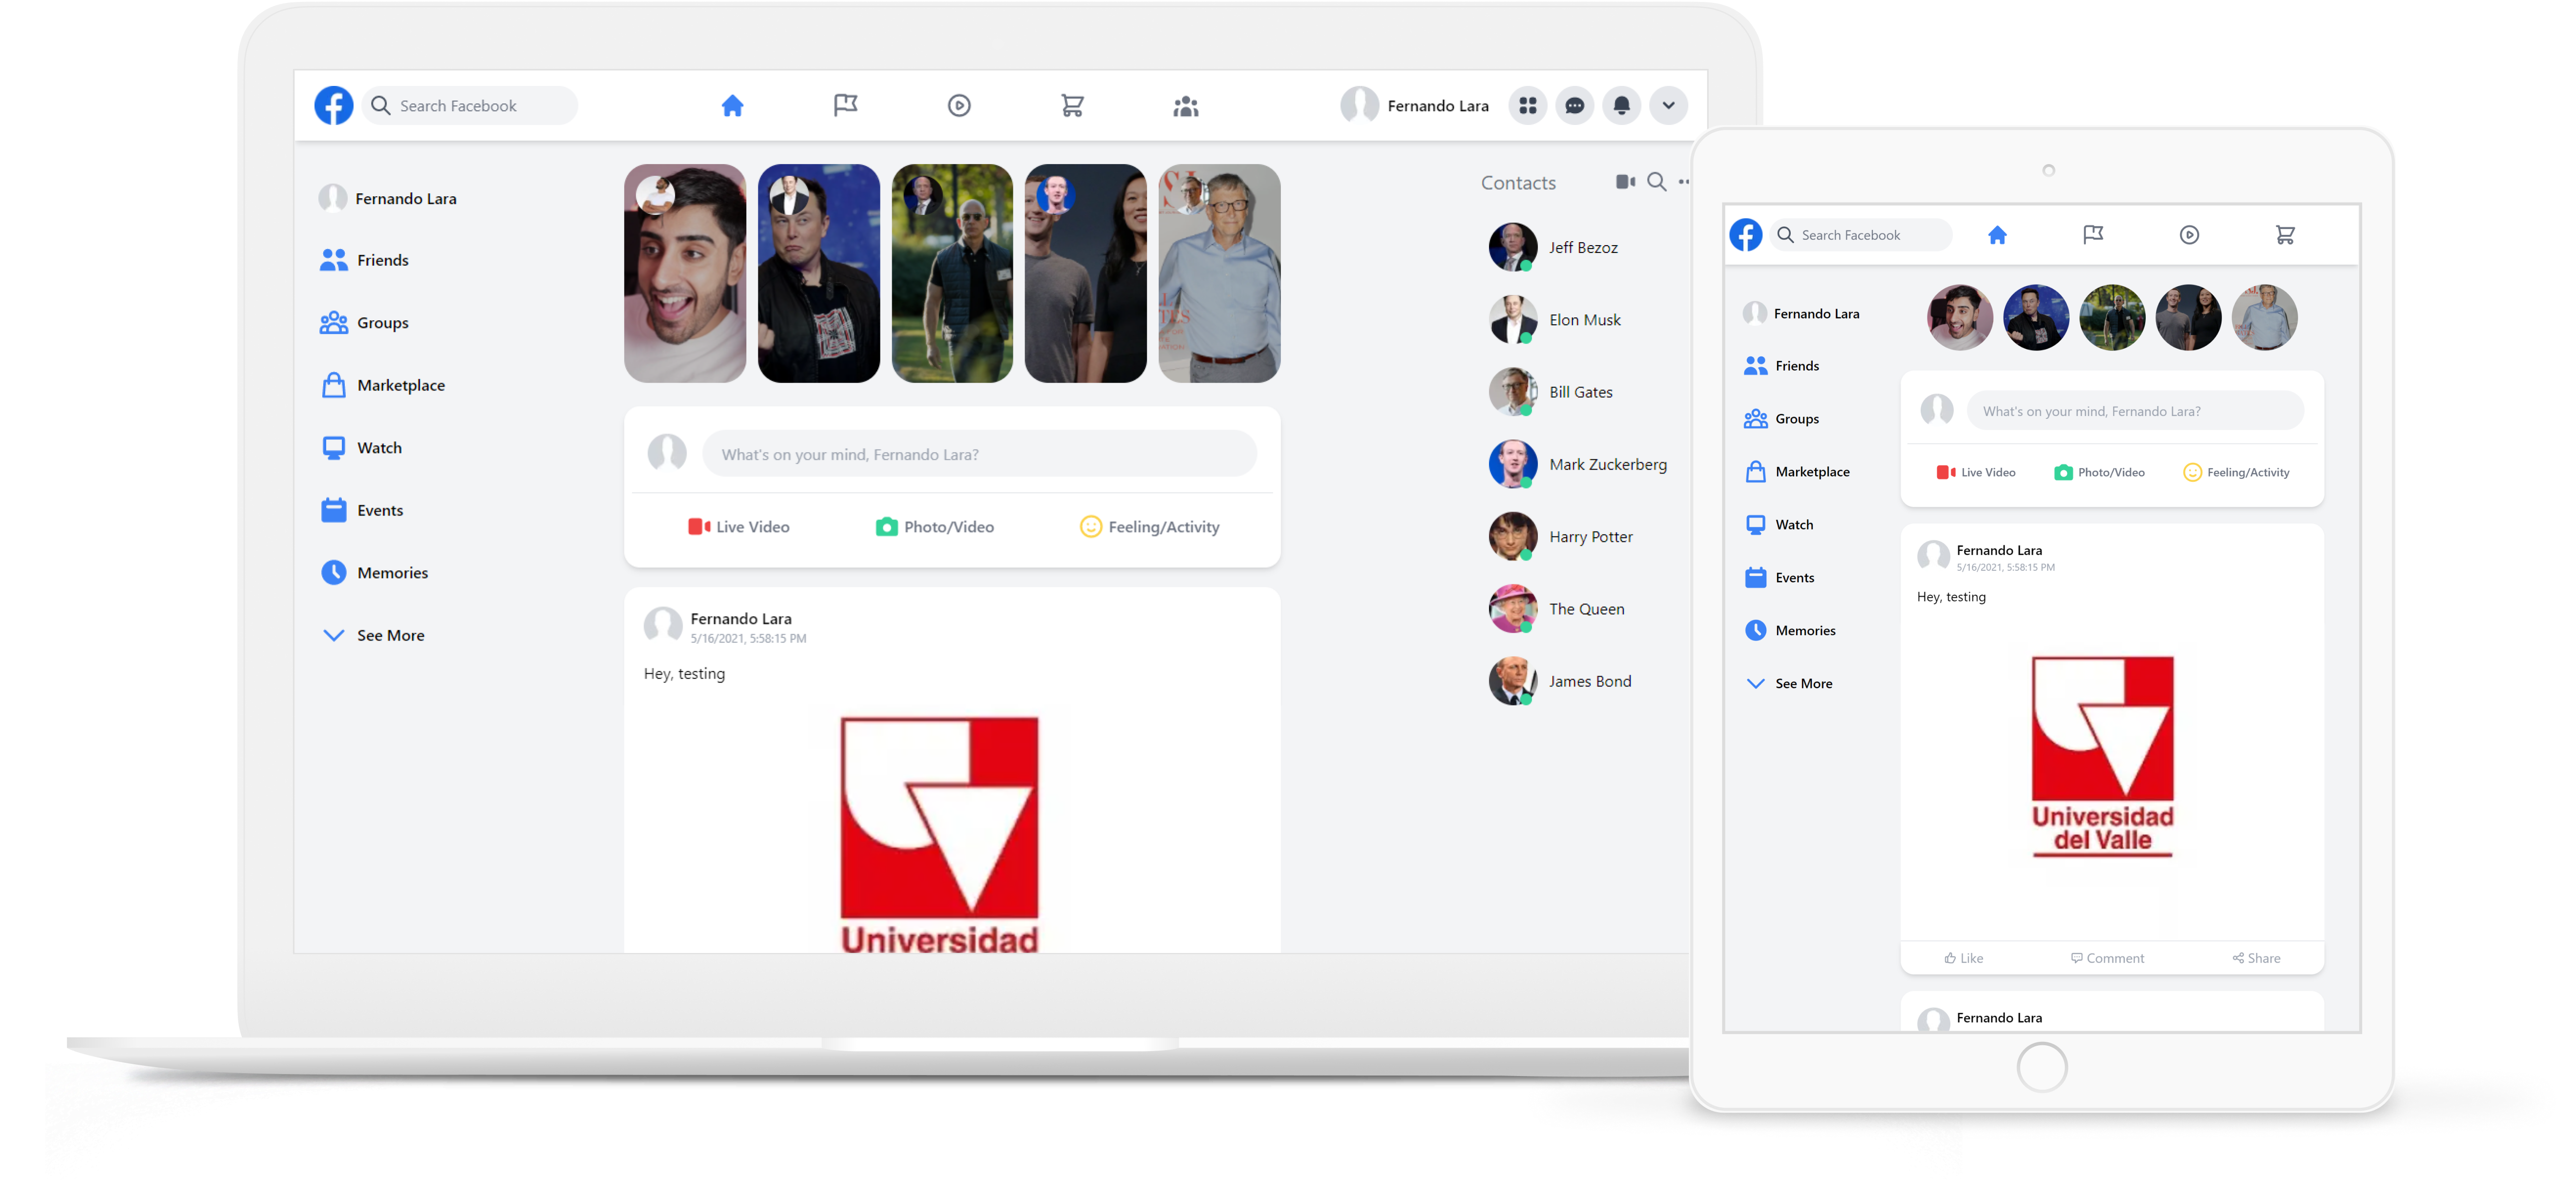 Search Facebook
Fernando Lara
Fernando Lara
Friends
Groups
Marketplace
Watch
Events
Memories
See More
What's on your mind, Fernando Lara?
Live Video
Photo/Video
Feeling/Activity
Fernando Lara
5/16/2021, 5:58:15 PM
Hey, testing
Universidad
Contacts
Jeff Bezoz
Elon Musk
Bill Gates
Mark Zuckerberg
Harry Potter
The Queen
James Bond
Search Facebook
Fernando Lara
Friends
Groups
Marketplace
Watch
Events
Memories
See More
What's on your mind, Fernando Lara?
Live Video
Photo/Video
Feeling/Activity
Fernando Lara
5/16/2021, 5:58:15 PM
Hey, testing
Universidad
del Valle
Like
Comment
Share
Fernando Lara